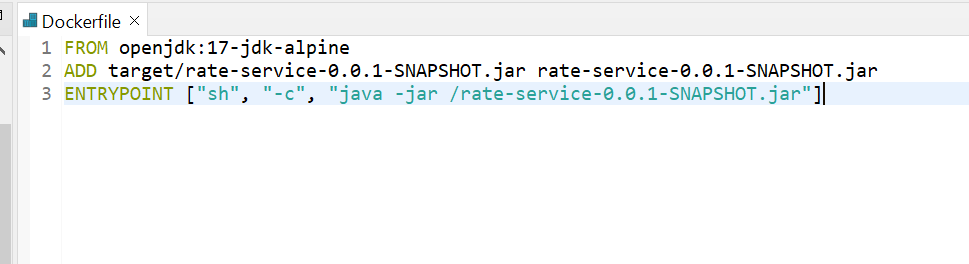 Dockerfile
1 FROM openjdk:17-jdk-alpine
2 ADD target/rate-service-0.0.1-SNAPSHOT.jar rate-service-0.0.1-SNAPSHOT.jar
3 ENTRYPOINT ["sh", "-c", "java -jar /rate-service-0.0.1-SNAPSHOT.jar"]